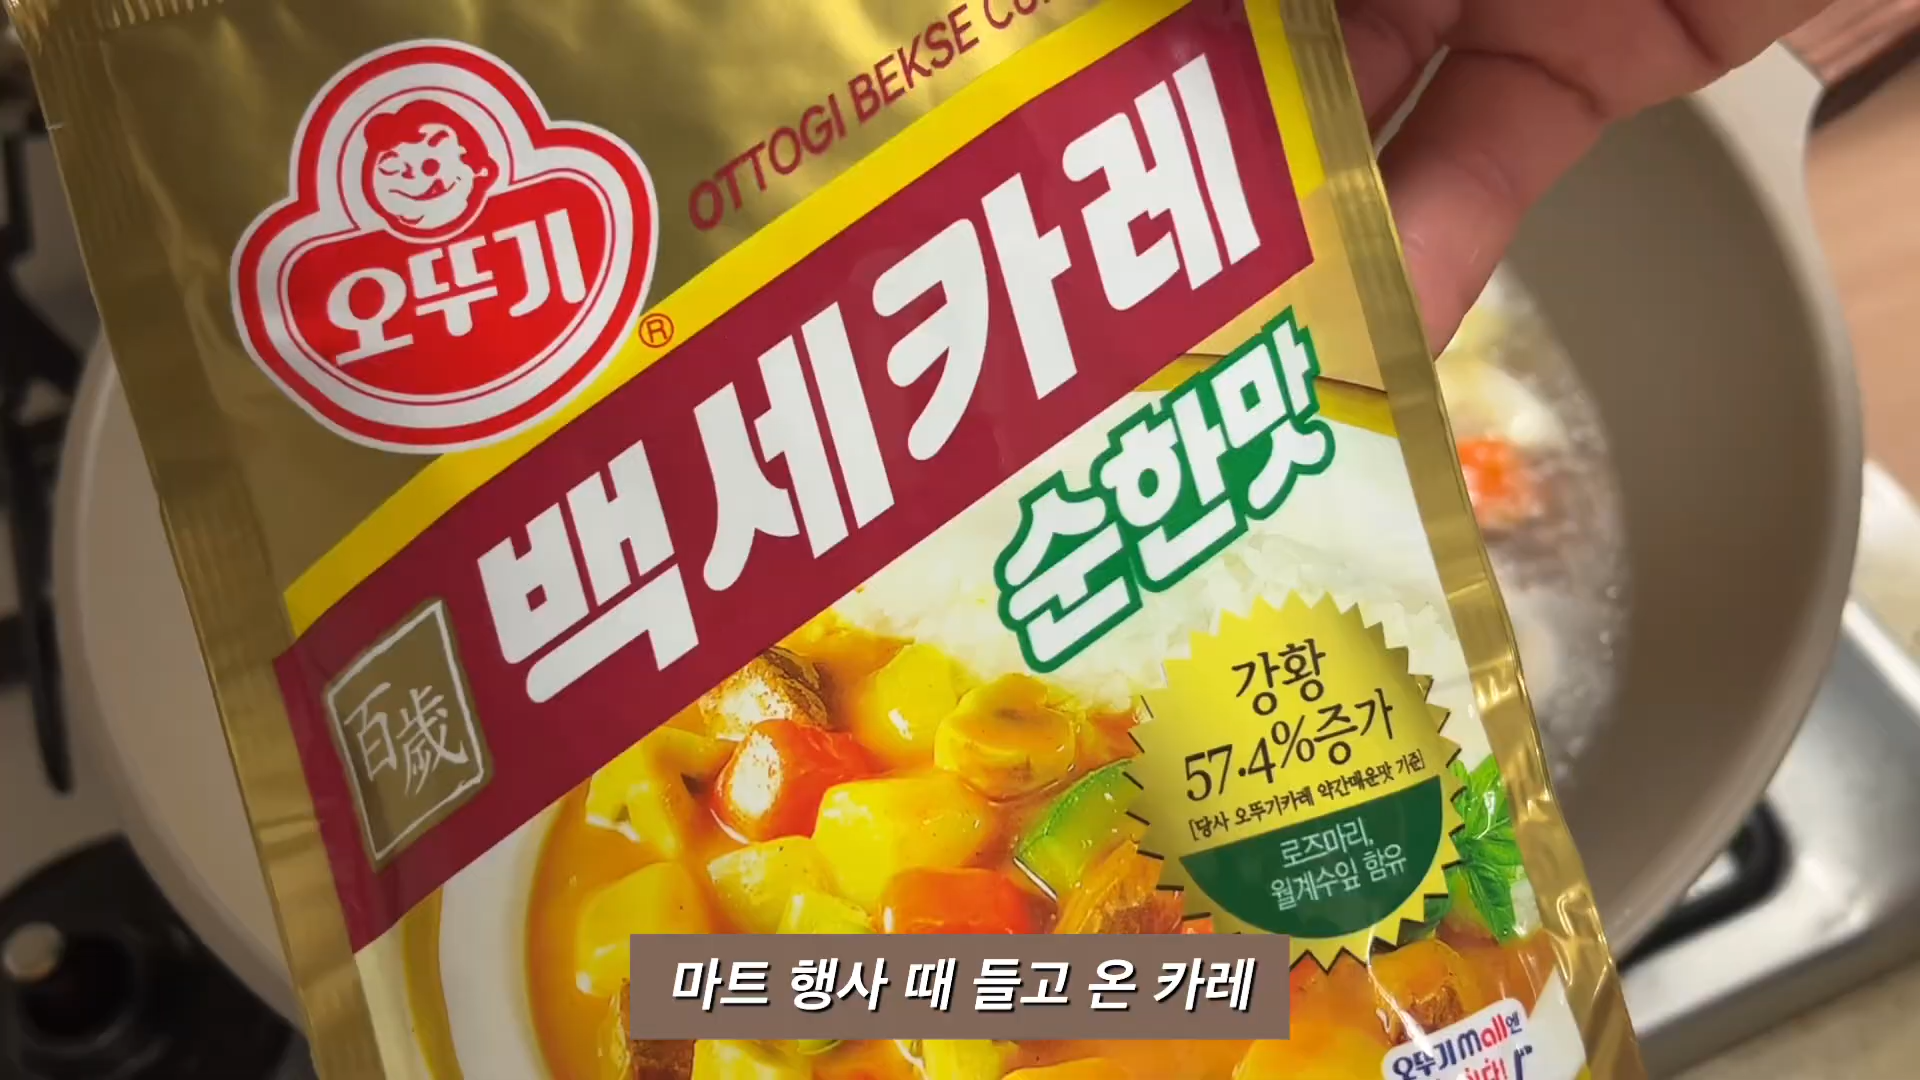 OTTOGI BEKSE
오뚜기
®
백세카레
순한맛
百歲
강황
57.4%증가
[당사 오뚜기카레 약간매운맛 기준]
로즈마리,
월계수잎 함유
마트 행사 때 들고 온 카레
오뚜기mall엔